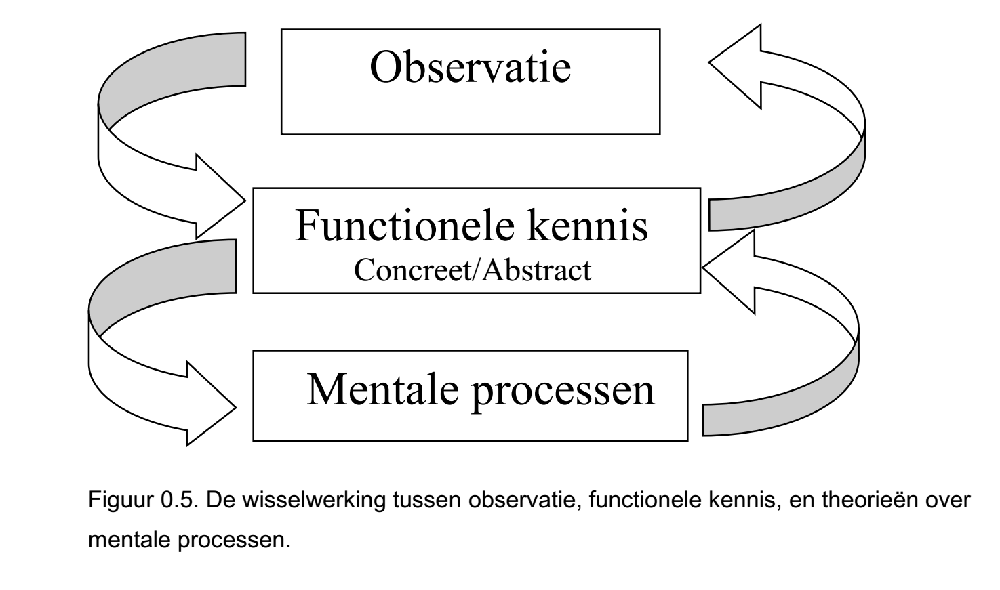 Observatie
Functionele kennis
Concreet/Abstract
Mentale processen
Figuur 0.5. De wisselwerking tussen observatie, functionele kennis, en theorieën over
mentale processen.